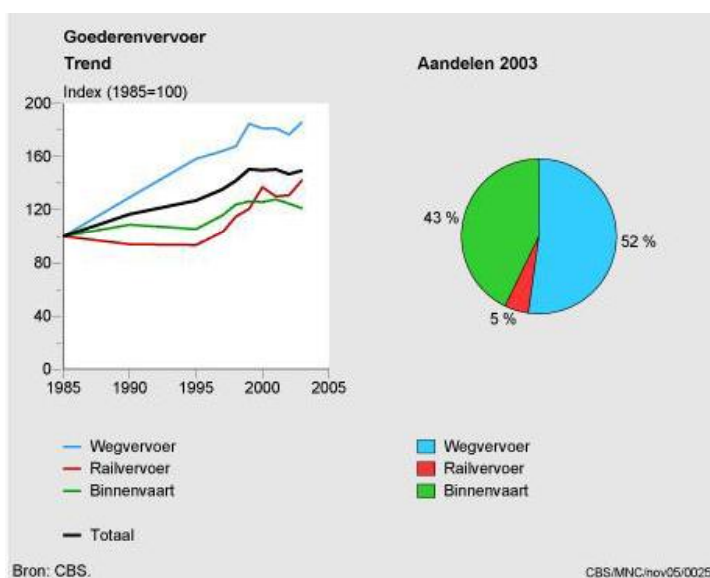 Goederenvervoer
Trend
Index (1985=100)
200
160
120
80
40
0
1985 1990 1995 2000 2005
Wegvervoer
Railvervoer
Binnenvaart
Totaal
Aandelen 2003
43 %
52 %
5 %
Wegvervoer
Railvervoer
Binnenvaart
Bron: CBS.
CBS/MNC/nov05/0025